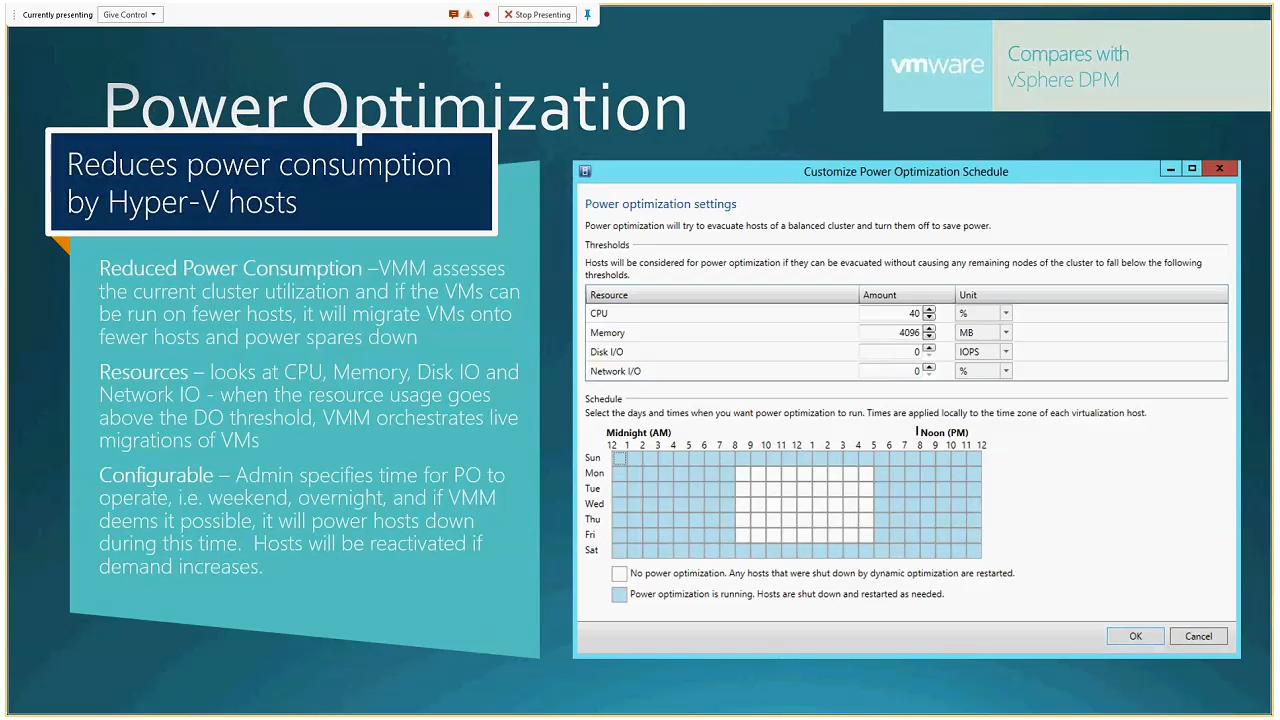 Currently presenting
Give Control
Stop Presenting
vmware
Compares with
vSphere DPM
Power Optimization
Reduces power consumption
by Hyper-V hosts
Reduced Power Consumption –VMM assesses
the current cluster utilization and if the VMs can
be run on fewer hosts, it will migrate VMs onto
fewer hosts and power spares down
Resources – looks at CPU, Memory, Disk IO and
Network IO - when the resource usage goes
above the DO threshold, VMM orchestrates live
migrations of VMs
Configurable – Admin specifies time for PO to
operate, i.e. weekend, overnight, and if VMM
deems it possible, it will power hosts down
during this time.  Hosts will be reactivated if
demand increases.
Customize Power Optimization Schedule
Power optimization settings
Power optimization will try to evacuate hosts of a balanced cluster and turn them off to save power.
Thresholds
Hosts will be considered for power optimization if they can be evacuated without causing any remaining nodes of the cluster to fall below the following
thresholds.
Resource Amount Unit
CPU 40 %
Memory 4096 MB
Disk I/O 0 IOPS
Network I/O 0 %
Schedule
Select the days and times when you want power optimization to run. Times are applied locally to the time zone of each virtualization host.
Midnight (AM) Noon (PM)
12 1 2 3 4 5 6 7 8 9 10 11 12 1 2 3 4 5 6 7 8 9 10 11 12
Sun
Mon
Tue
Wed
Thu
Fri
Sat
No power optimization. Any hosts that were shut down by dynamic optimization are restarted.
Power optimization is running. Hosts are shut down and restarted as needed.
OK Cancel